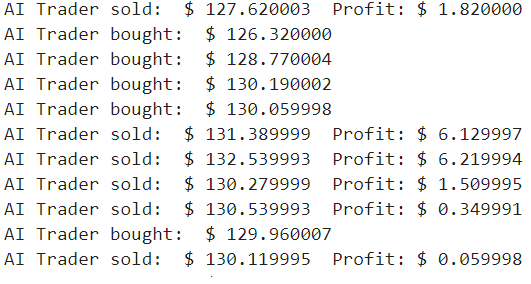 AI Trader sold:  $ 127.620003  Profit: $ 1.820000
AI Trader bought:  $ 126.320000
AI Trader bought:  $ 128.770004
AI Trader bought:  $ 130.190002
AI Trader bought:  $ 130.059998
AI Trader sold:  $ 131.389999  Profit: $ 6.129997
AI Trader sold:  $ 132.539993  Profit: $ 6.219994
AI Trader sold:  $ 130.279999  Profit: $ 1.509995
AI Trader sold:  $ 130.539993  Profit: $ 0.349991
AI Trader bought:  $ 129.960007
AI Trader sold:  $ 130.119995  Profit: $ 0.059998